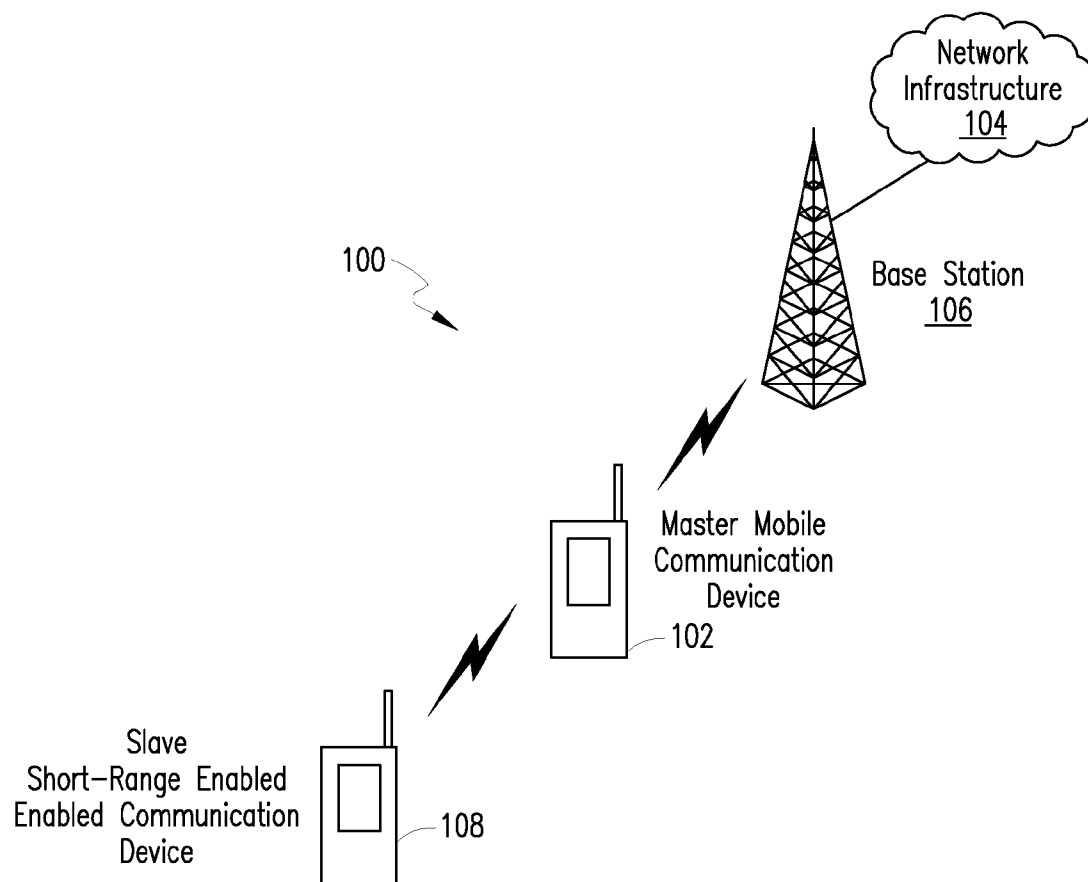 Network
Infrastructure
104
100
Base Station
106
Master Mobile
Communication
Device
102
Slave
Short-Range Enabled
Enabled Communication
Device
108